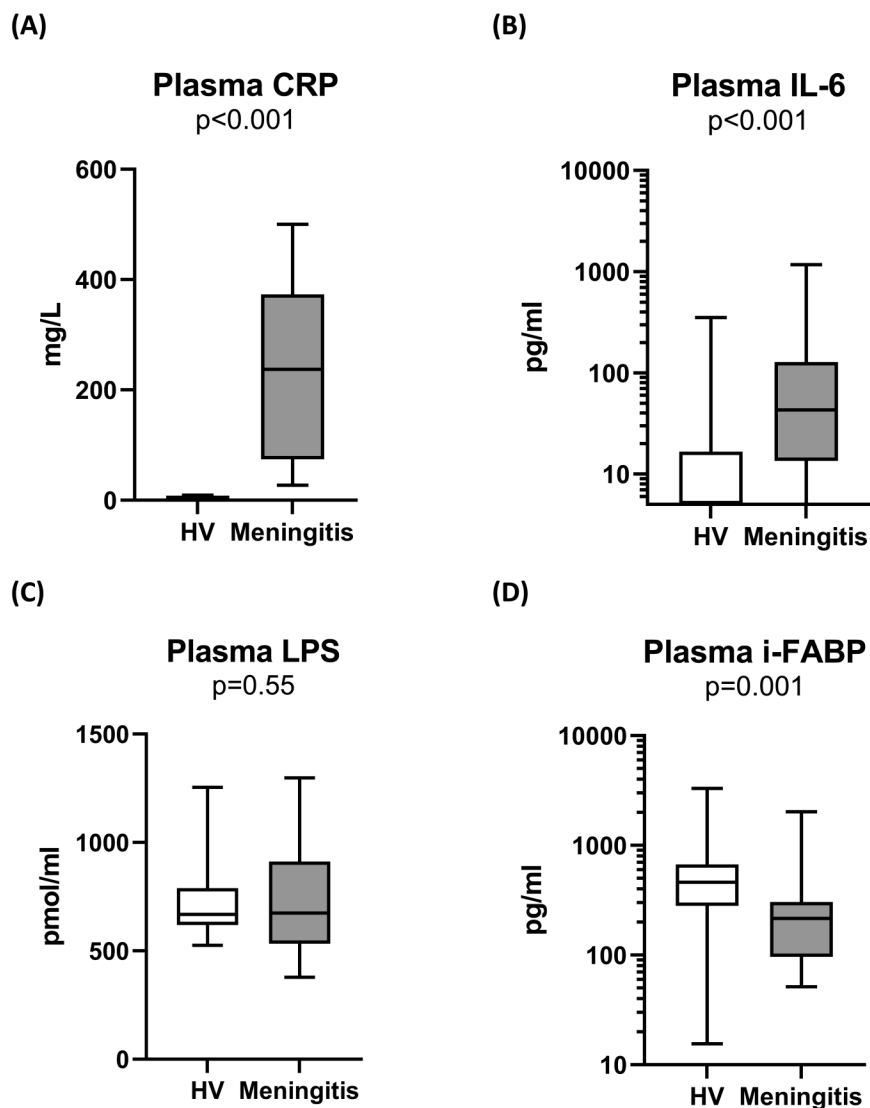 (A)
Plasma CRP
p<0.001
600
400
200
0
mg/L
HV Meningitis
(B)
Plasma IL-6
p<0.001
10000
1000
100
10
pg/ml
HV Meningitis
(C)
Plasma LPS
p=0.55
1500
1000
500
0
pmol/ml
HV Meningitis
(D)
Plasma i-FABP
p=0.001
10000
1000
100
10
pg/ml
HV Meningitis